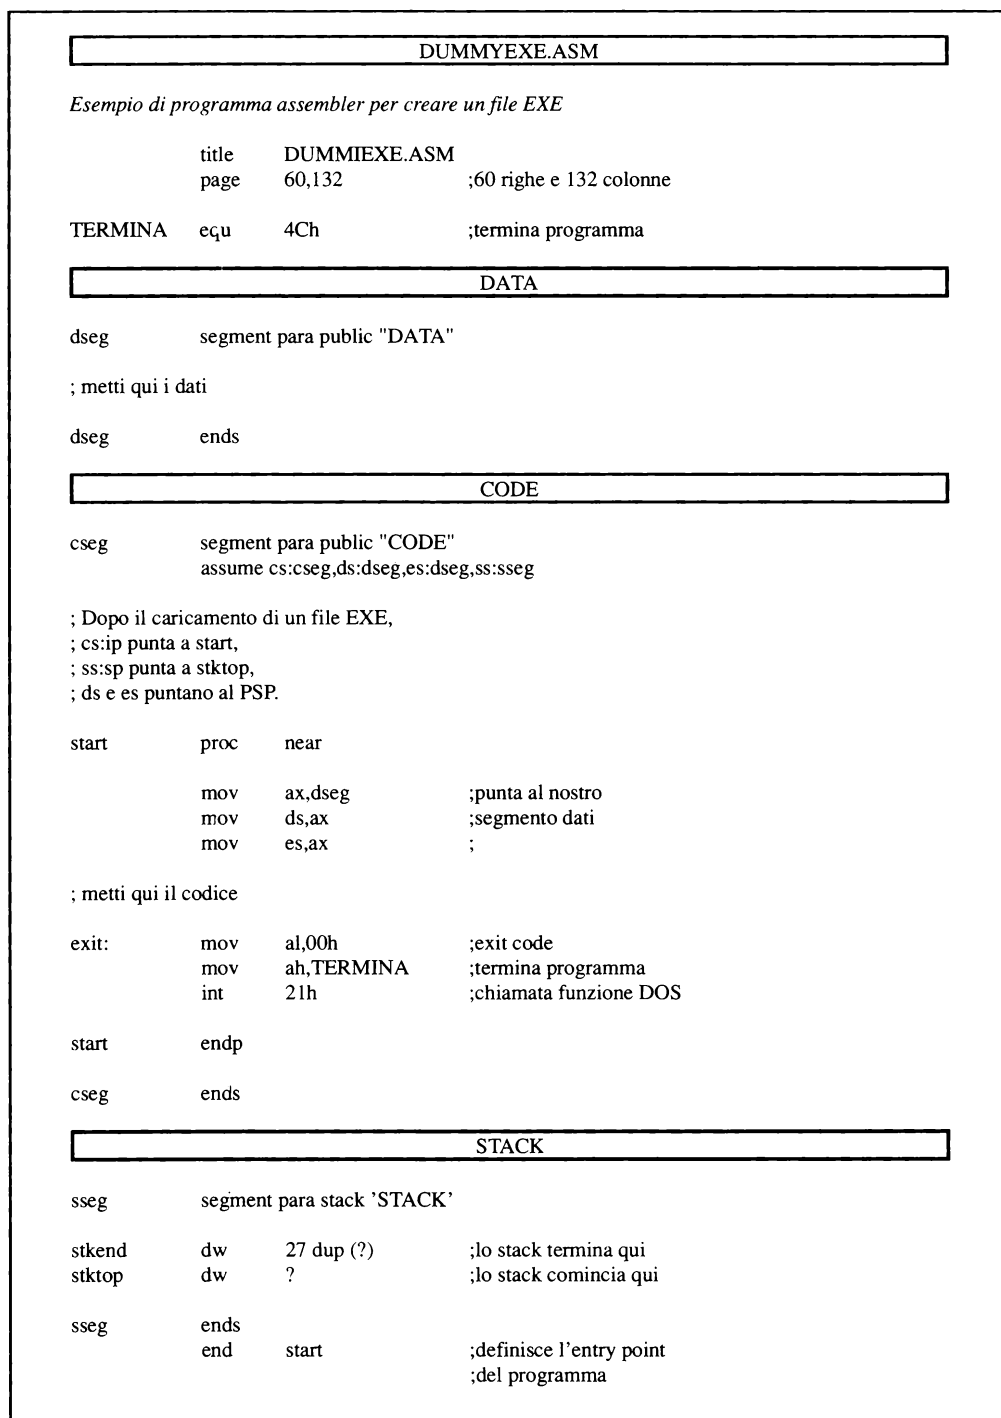 DUMMYEXE.ASM
Esempio di programma assembler per creare un file EXE
title DUMMIEXE.ASM
page 60,132 ;60 righe e 132 colonne
TERMINA equ 4Ch ;termina programma
DATA
dseg segment para public "DATA"
; metti qui i dati
dseg ends
CODE
cseg segment para public "CODE"
assume cs:cseg,ds:dseg,es:dseg,ss:sseg
; Dopo il caricamento di un file EXE,
; cs:ip punta a start,
; ss:sp punta a stktop,
; ds e es puntano al PSP.
start proc near
mov ax,dseg ;punta al nostro
mov ds,ax ;segmento dati
mov es,ax ;
; metti qui il codice
exit: mov al,00h ;exit code
mov ah,TERMINA ;termina programma
int 21h ;chiamata funzione DOS
start endp
cseg ends
STACK
sseg segment para stack 'STACK'
stkend dw 27 dup (?) ;lo stack termina qui
stktop dw ? ;lo stack comincia qui
sseg ends
end start ;definisce l'entry point
;del programma